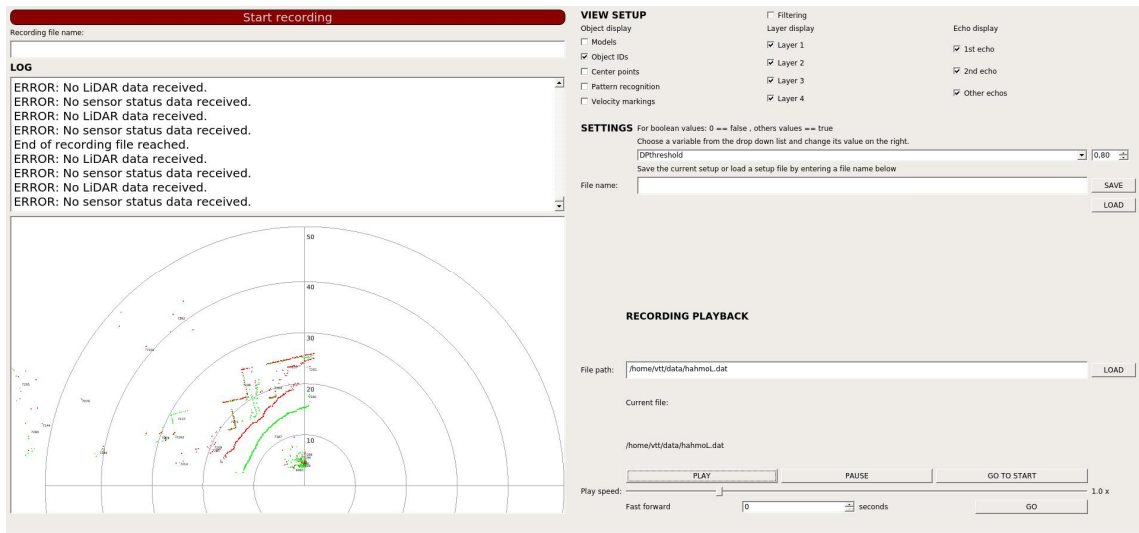 Start recording
Recording file name:
LOG
ERROR: No LiDAR data received.
ERROR: No sensor status data received.
ERROR: No LiDAR data received.
ERROR: No sensor status data received.
End of recording file reached.
ERROR: No LiDAR data received.
ERROR: No sensor status data received.
ERROR: No LiDAR data received.
ERROR: No sensor status data received.
50
40
30
20
10
VIEW SETUP
Filtering
Object display
Layer display
Echo display
Models
Object IDs
Center points
Pattern recognition
Velocity markings
Layer 1
Layer 2
Layer 3
Layer 4
1st echo
2nd echo
Other echos
SETTINGS For boolean values: 0 == false , others values == true
Choose a variable from the drop down list and change its value on the right.
DPthreshold
0,80
Save the current setup or load a setup file by entering a file name below
File name:
SAVE
LOAD
RECORDING PLAYBACK
File path: /home/vtt/data/hahmoL.dat LOAD
Current file:
/home/vtt/data/hahmoL.dat
PLAY PAUSE GO TO START
Play speed: 1.0 x
Fast forward 0 seconds GO